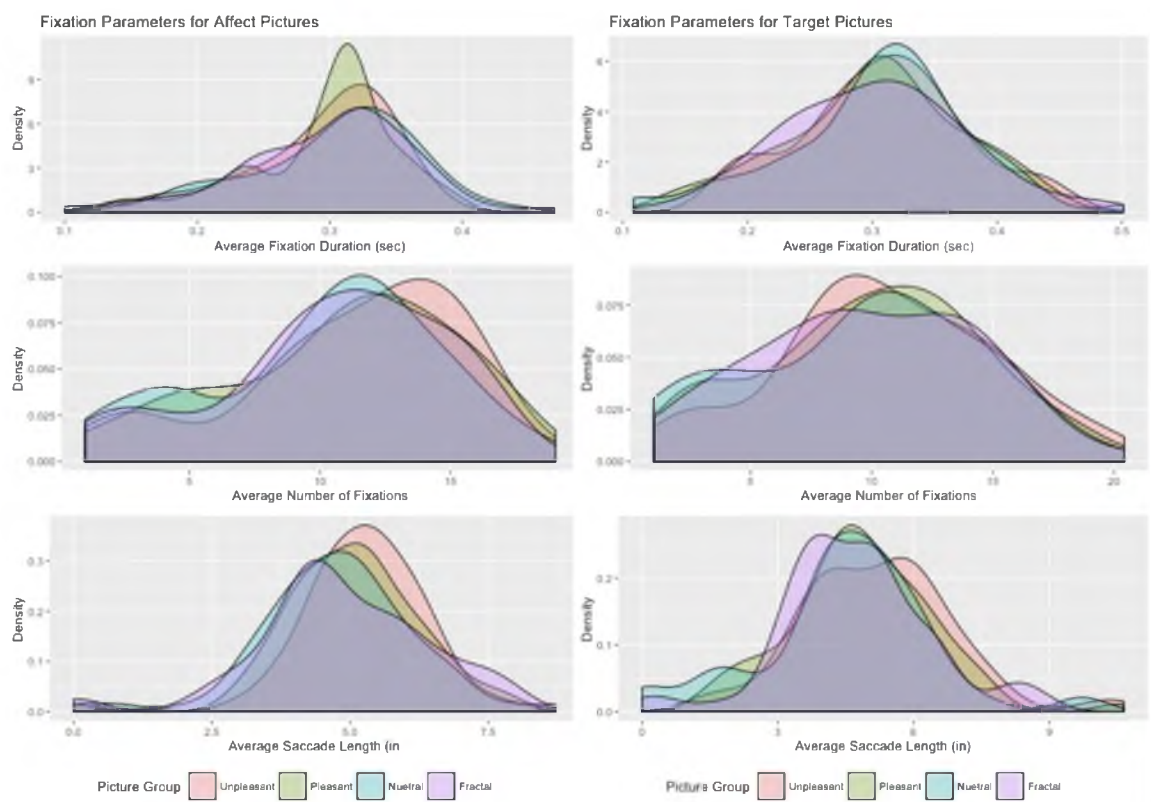 Fixation Parameters for Affect Pictures
Density
9
6
3
0
0.1 0.2 0.3 0.4
Average Fixation Duration (sec)
Density
0.100
0.075
0.050
0.025
0.000
5 10 15
Average Number of Fixations
Density
0.3
0.2
0.1
0.0
0.0 2.5 5.0 7.5
Average Saccade Length (in
Picture Group Unpleasant Pleasant Nuetral Fractal
Fixation Parameters for Target Pictures
Density
6
4
2
0
0.1 0.2 0.3 0.4 0.5
Average Fixation Duration (sec)
Density
0.075
0.050
0.025
0.000
5 10 15 20
Average Number of Fixations
Density
0.2
0.1
0.0
0 3 6 9
Average Saccade Length (in)
Picture Group Unpleasant Pleasant Nuetral Fractal